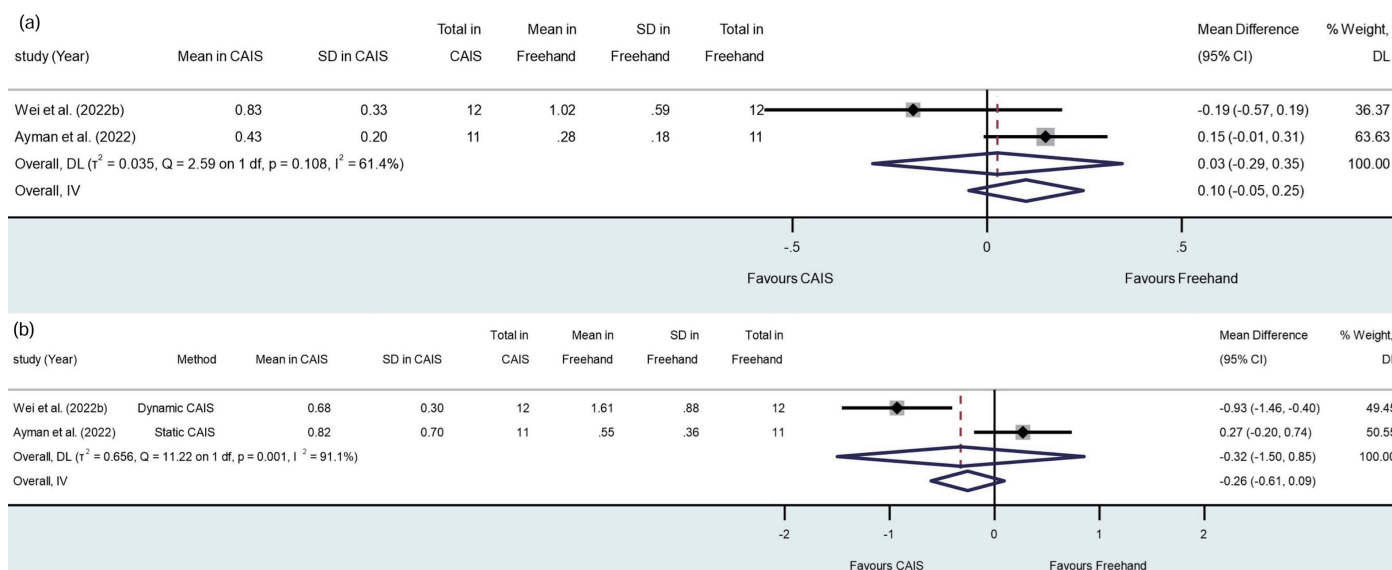 (a)
Total in Mean in SD in Total in Mean Difference % Weight,
study (Year) Mean in CAIS SD in CAIS CAIS Freehand Freehand Freehand (95% CI) DL
Wei et al. (2022b) 0.83 0.33 12 1.02 .59 12 -0.19 (-0.57, 0.19) 36.37
Ayman et al. (2022) 0.43 0.20 11 .28 .18 11 0.15 (-0.01, 0.31) 63.63
Overall, DL (τ² = 0.035, Q = 2.59 on 1 df, p = 0.108, I² = 61.4%) 0.03 (-0.29, 0.35) 100.00
Overall, IV 0.10 (-0.05, 0.25)
-.5 0 .5
Favours CAIS Favours Freehand
(b)
Total in Mean in SD in Total in Mean Difference % Weight,
study (Year) Method Mean in CAIS SD in CAIS CAIS Freehand Freehand Freehand (95% CI) DL
Wei et al. (2022b) Dynamic CAIS 0.68 0.30 12 1.61 .88 12 -0.93 (-1.46, -0.40) 49.45
Ayman et al. (2022) Static CAIS 0.82 0.70 11 .55 .36 11 0.27 (-0.20, 0.74) 50.55
Overall, DL (τ² = 0.656, Q = 11.22 on 1 df, p = 0.001, I² = 91.1%) -0.32 (-1.50, 0.85) 100.00
Overall, IV -0.26 (-0.61, 0.09)
-2 -1 0 1 2
Favours CAIS Favours Freehand